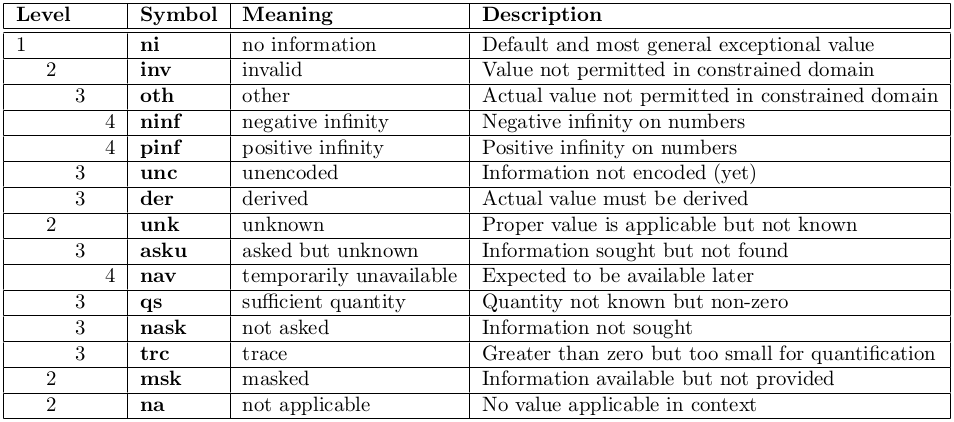 Level Symbol Meaning Description
1 ni no information Default and most general exceptional value
2 inv invalid Value not permitted in constrained domain
3 oth other Actual value not permitted in constrained domain
4 ninf negative infinity Negative infinity on numbers
4 pinf positive infinity Positive infinity on numbers
3 unc unencoded Information not encoded (yet)
3 der derived Actual value must be derived
2 unk unknown Proper value is applicable but not known
3 asku asked but unknown Information sought but not found
4 nav temporarily unavailable Expected to be available later
3 qs sufficient quantity Quantity not known but non-zero
3 nask not asked Information not sought
3 trc trace Greater than zero but too small for quantification
2 msk masked Information available but not provided
2 na not applicable No value applicable in context